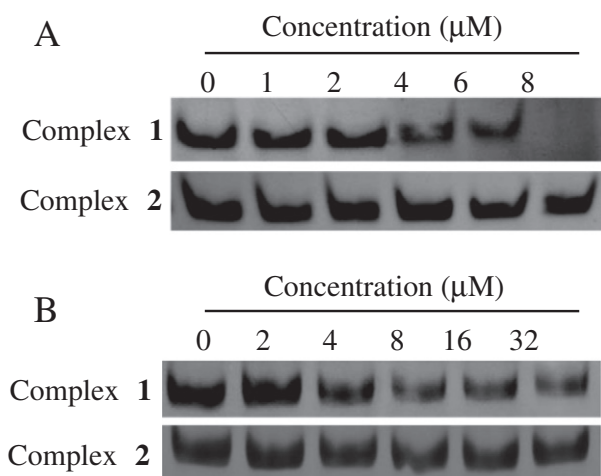 A
Concentration (μM)
0 1 2 4 6 8
Complex 1
Complex 2
B
Concentration (μM)
0 2 4 8 16 32
Complex 1
Complex 2